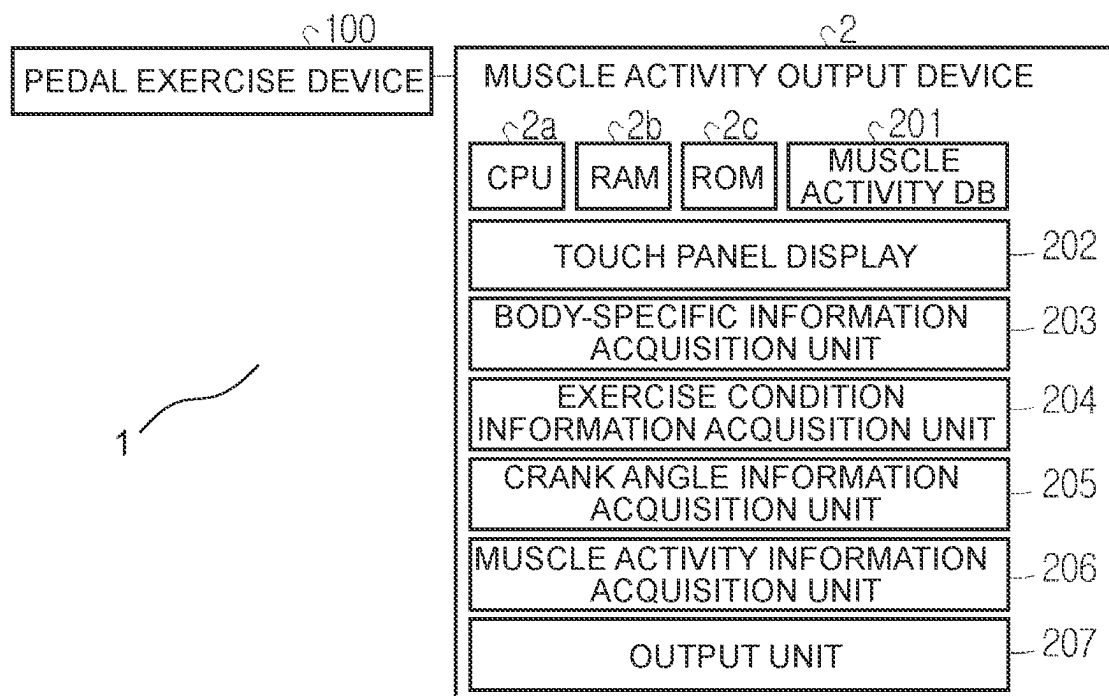 100
PEDAL EXERCISE DEVICE
2
MUSCLE ACTIVITY OUTPUT DEVICE
2a
2b
2c
201
CPU
RAM
ROM
MUSCLE
ACTIVITY DB
TOUCH PANEL DISPLAY
202
BODY-SPECIFIC INFORMATION
ACQUISITION UNIT
203
EXERCISE CONDITION
INFORMATION ACQUISITION UNIT
204
1
CRANK ANGLE INFORMATION
ACQUISITION UNIT
205
MUSCLE ACTIVITY INFORMATION
ACQUISITION UNIT
206
OUTPUT UNIT
207